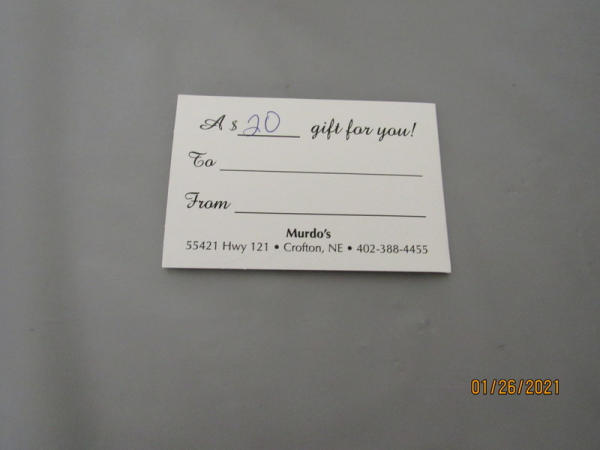 A $ 20 gift for you!
To
From
Murdo's
55421 Hwy 121 • Crofton, NE • 402-388-4455
01/26/2021